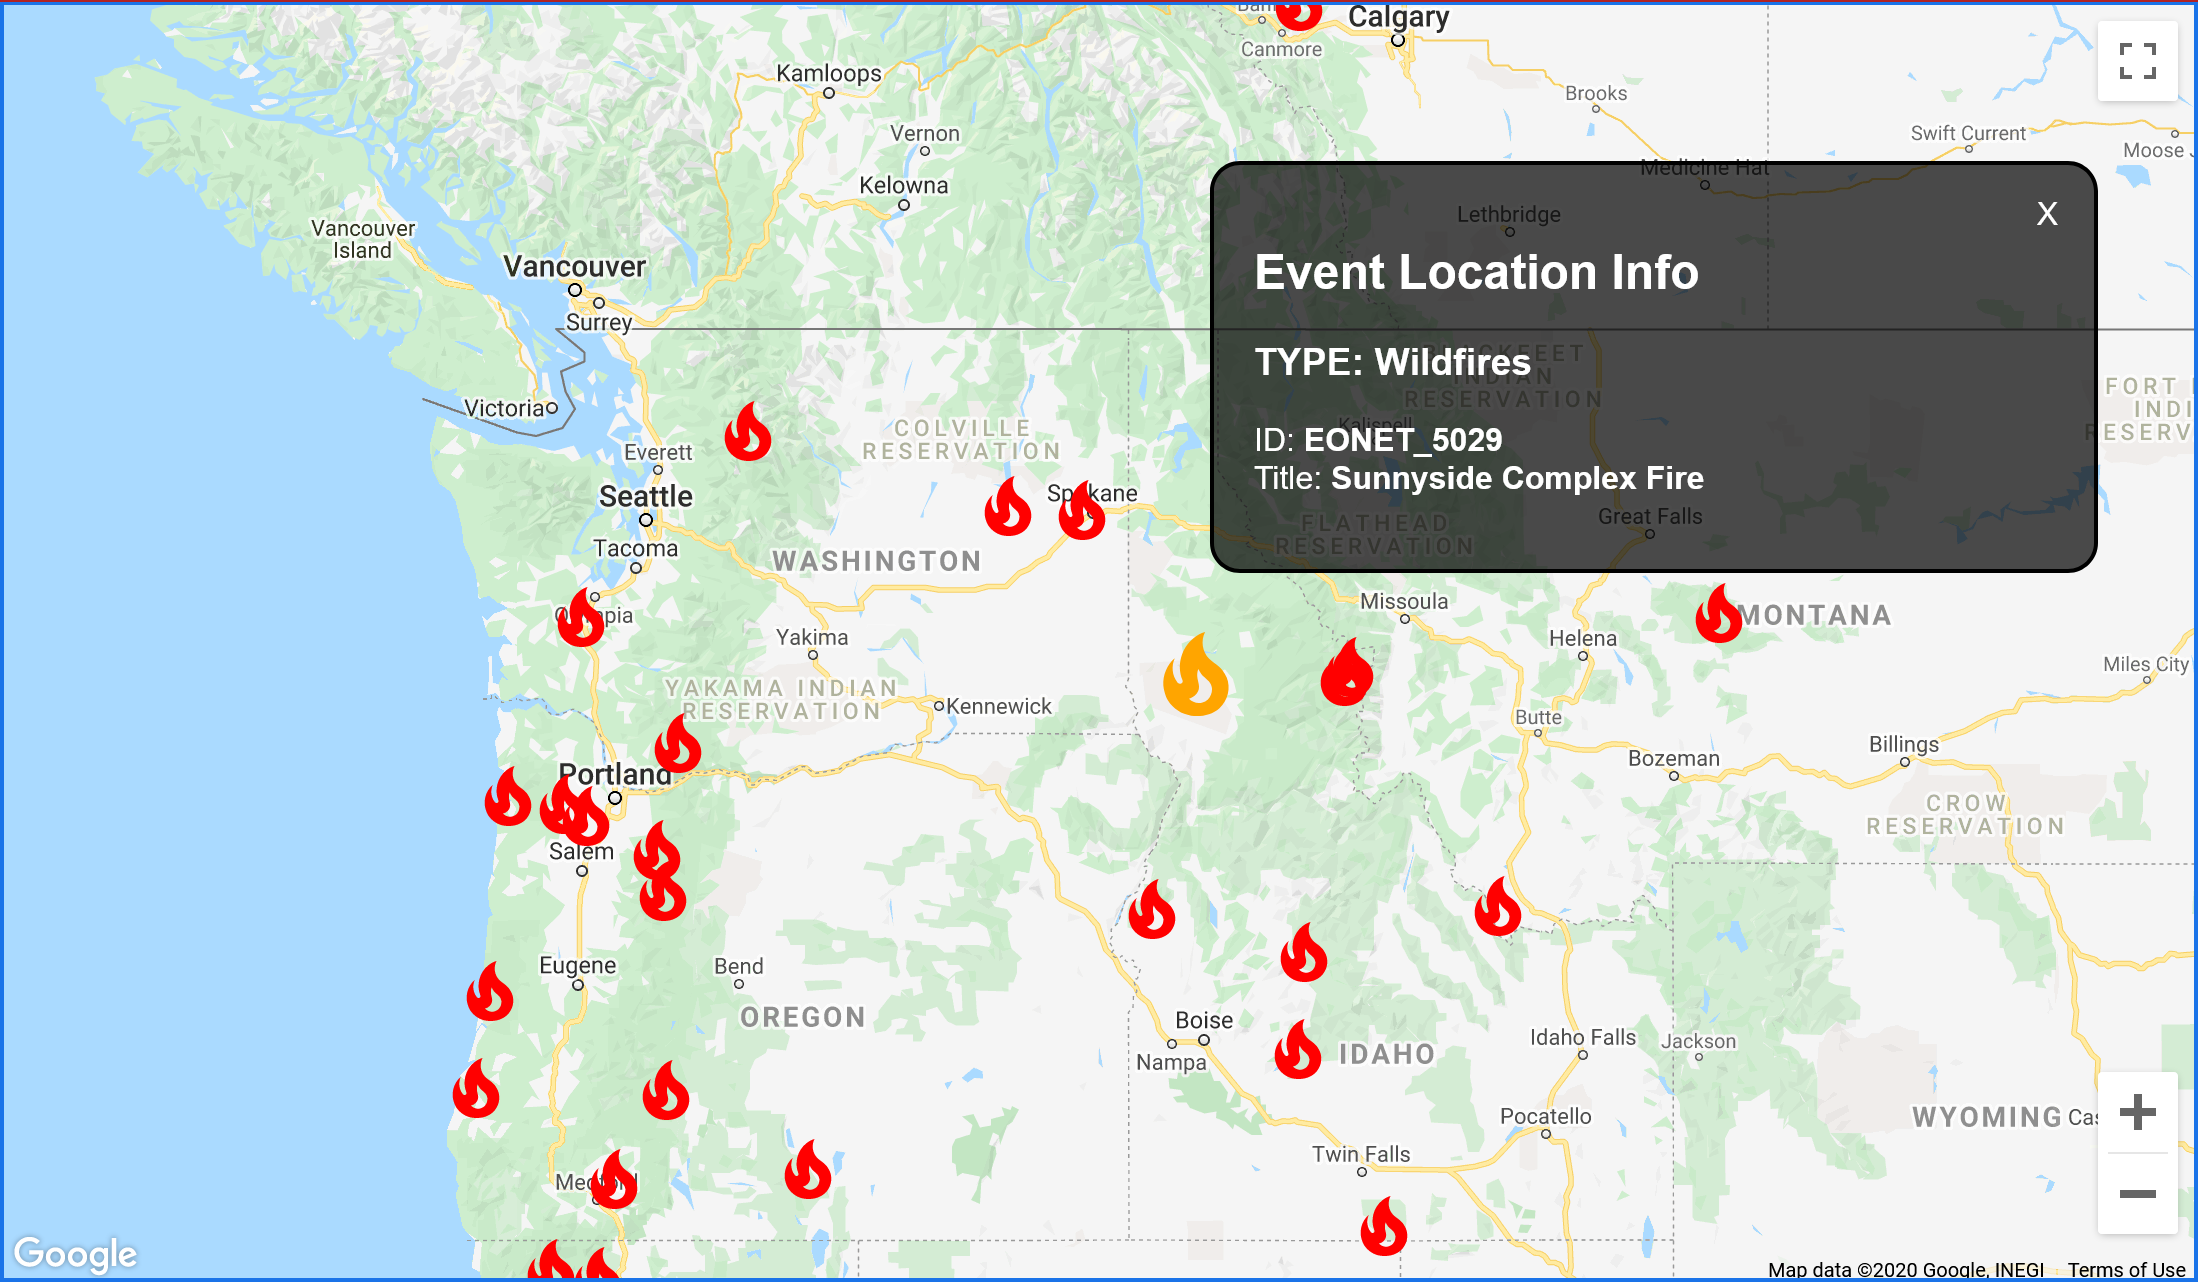 Calgary
Canmore
Kamloops
Brooks
Vernon
Swift Current
Moose
Medicine Hat
Kelowna
X
Lethbridge
Vancouver
Island
Vancouver
Event Location Info
Surrey
TYPE: Wildfires
INDIAN
RESERVATION
FORT
INDI
RESERV
Victoria
COLVILLE
RESERVATION
Kalispell
ID: EONET_5029
Title: Sunnyside Complex Fire
Everett
Seattle
Spokane
Great Falls
FLATHEAD
RESERVATION
Tacoma
WASHINGTON
Missoula
Olympia
MONTANA
Yakima
Helena
Miles City
YAKAMA INDIAN
RESERVATION
Kennewick
Butte
Billings
Bozeman
Portland
CROW
RESERVATION
Salem
Eugene
Bend
OREGON
Boise
Nampa
IDAHO
Idaho Falls
Jackson
Pocatello
WYOMING
Cas
Twin Falls
Medford
Google
Map data ©2020 Google, INEGI
Terms of Use